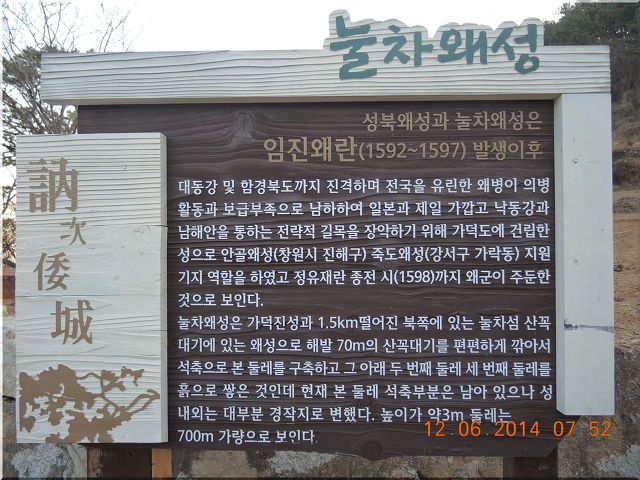 눌차왜성
성북왜성과 눌차왜성은
임진왜란(1592~1597) 발생이후
대동강 및 함경북도까지 진격하며 전국을 유린한 왜병이 의병
활동과 보급부족으로 남하하여 일본과 제일 가깝고 낙동강과
남해안을 통하는 전략적 길목을 장악하기 위해 가덕도에 건립한
성으로 안골왜성(창원시 진해구) 죽도왜성(강서구 가락동) 지원
기지 역할을 하였고 정유재란 종전 시(1598)까지 왜군이 주둔한
것으로 보인다.
눌차왜성은 가덕진성과 1.5km떨어진 북쪽에 있는 눌차섬 산꼭
대기에 있는 왜성으로 해발 70m의 산꼭대기를 편편하게 깎아서
석축으로 본 둘레를 구축하고 그 아래 두 번째 둘레 세 번째 둘레를
흙으로 쌓은 것인데 현재 본 둘레 석축부분은 남아 있으나 성
내외는 대부분 경작지로 변했다. 높이가 약3m 둘레는
700m 가량으로 보인다.
訥次倭城
12.06.2014 07:52